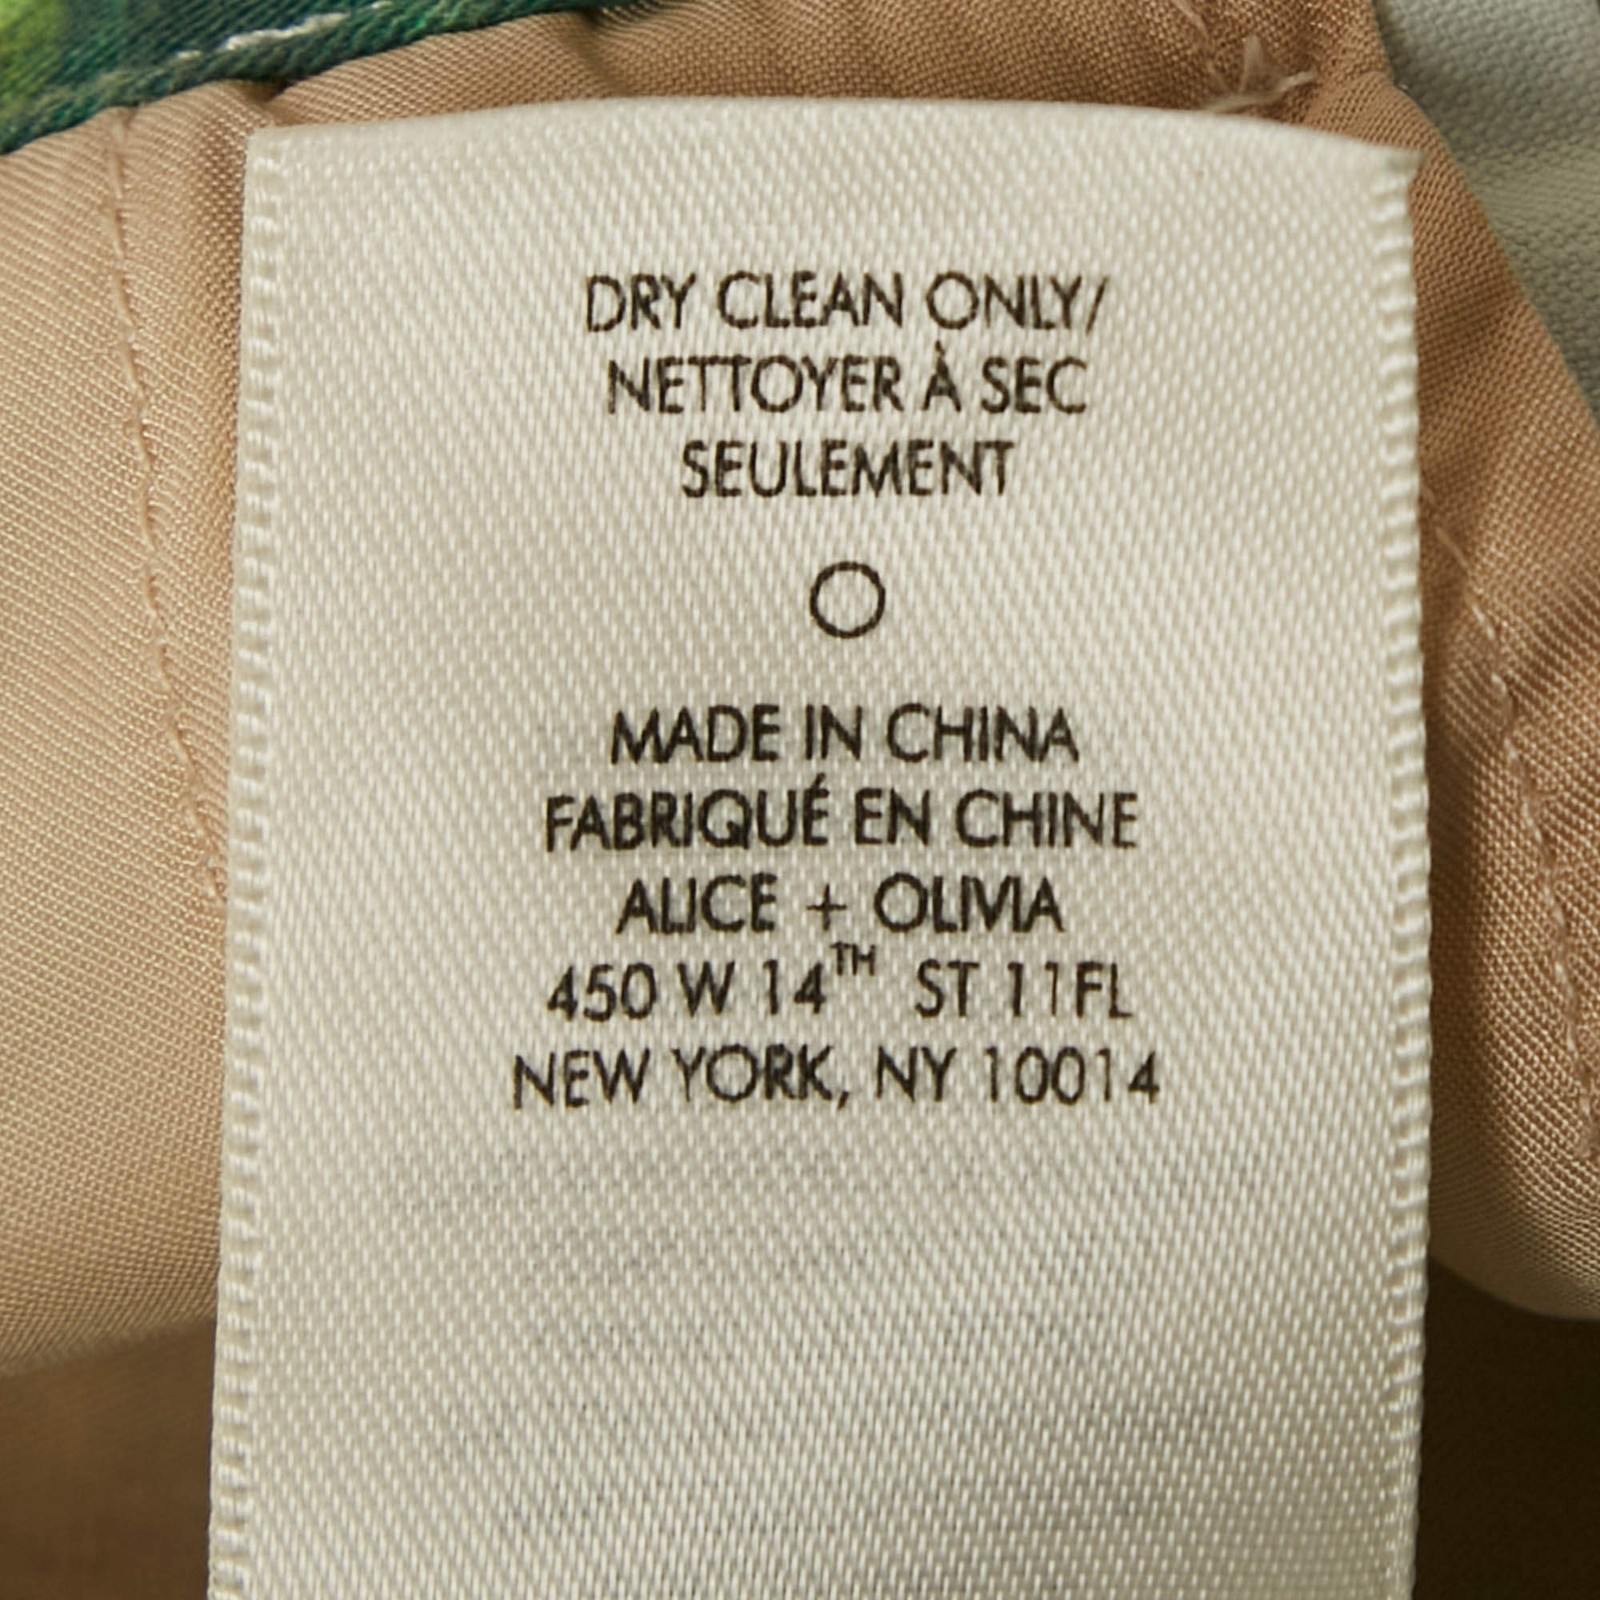 DRY CLEAN ONLY/
NETTOYER À SEC
SEULEMENT
MADE IN CHINA
FABRIQUÉ EN CHINE
ALICE + OLIVIA
450 W 14TH ST 11FL
NEW YORK, NY 10014